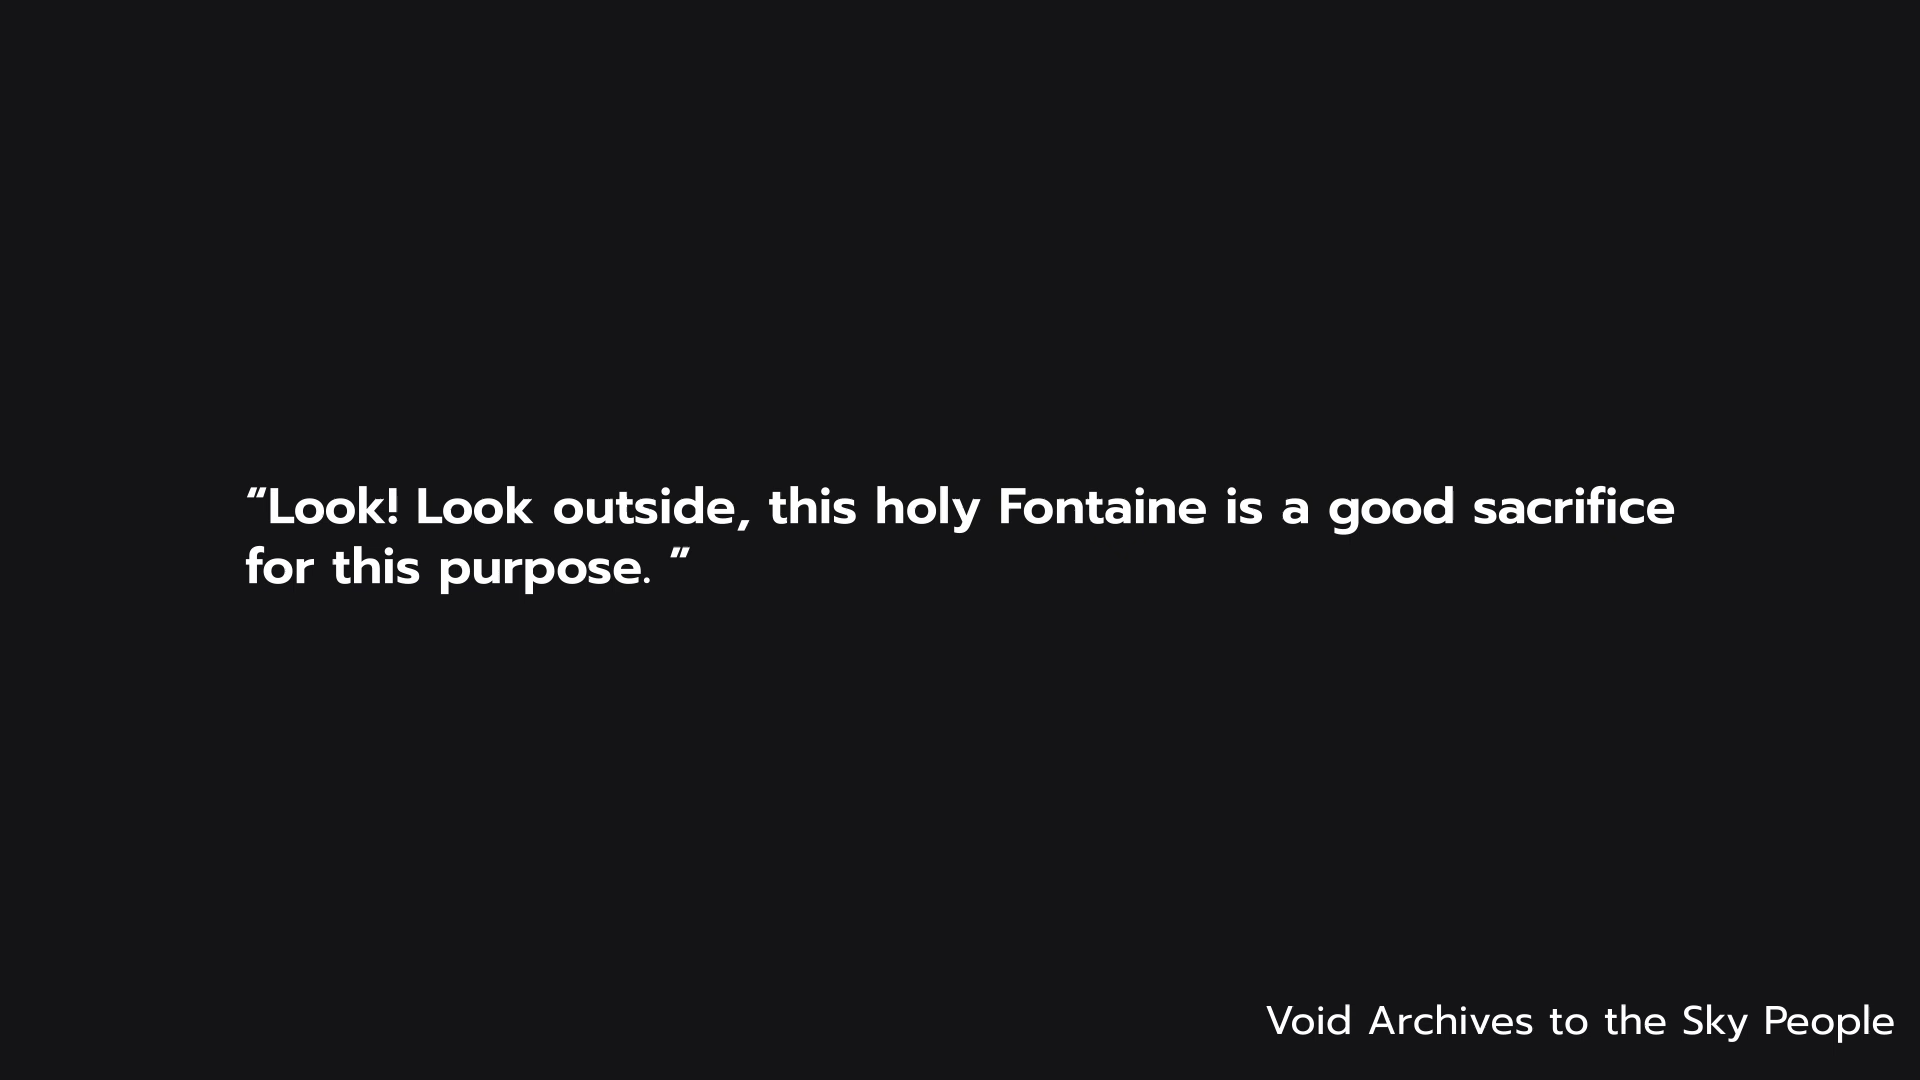 “Look! Look outside, this holy Fontaine is a good sacrifice
for this purpose. ”
Void Archives to the Sky People